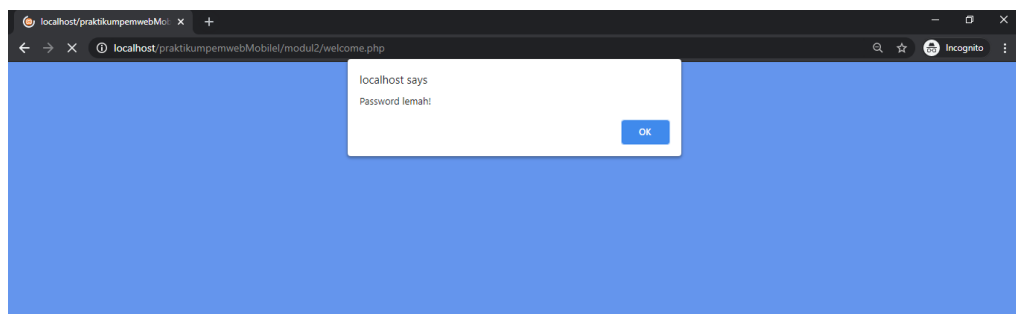 localhost/praktikumpemwebMob
localhost/praktikumpemwebMobilel/modul2/welcome.php
Incognito
localhost says
Password lemah!
OK